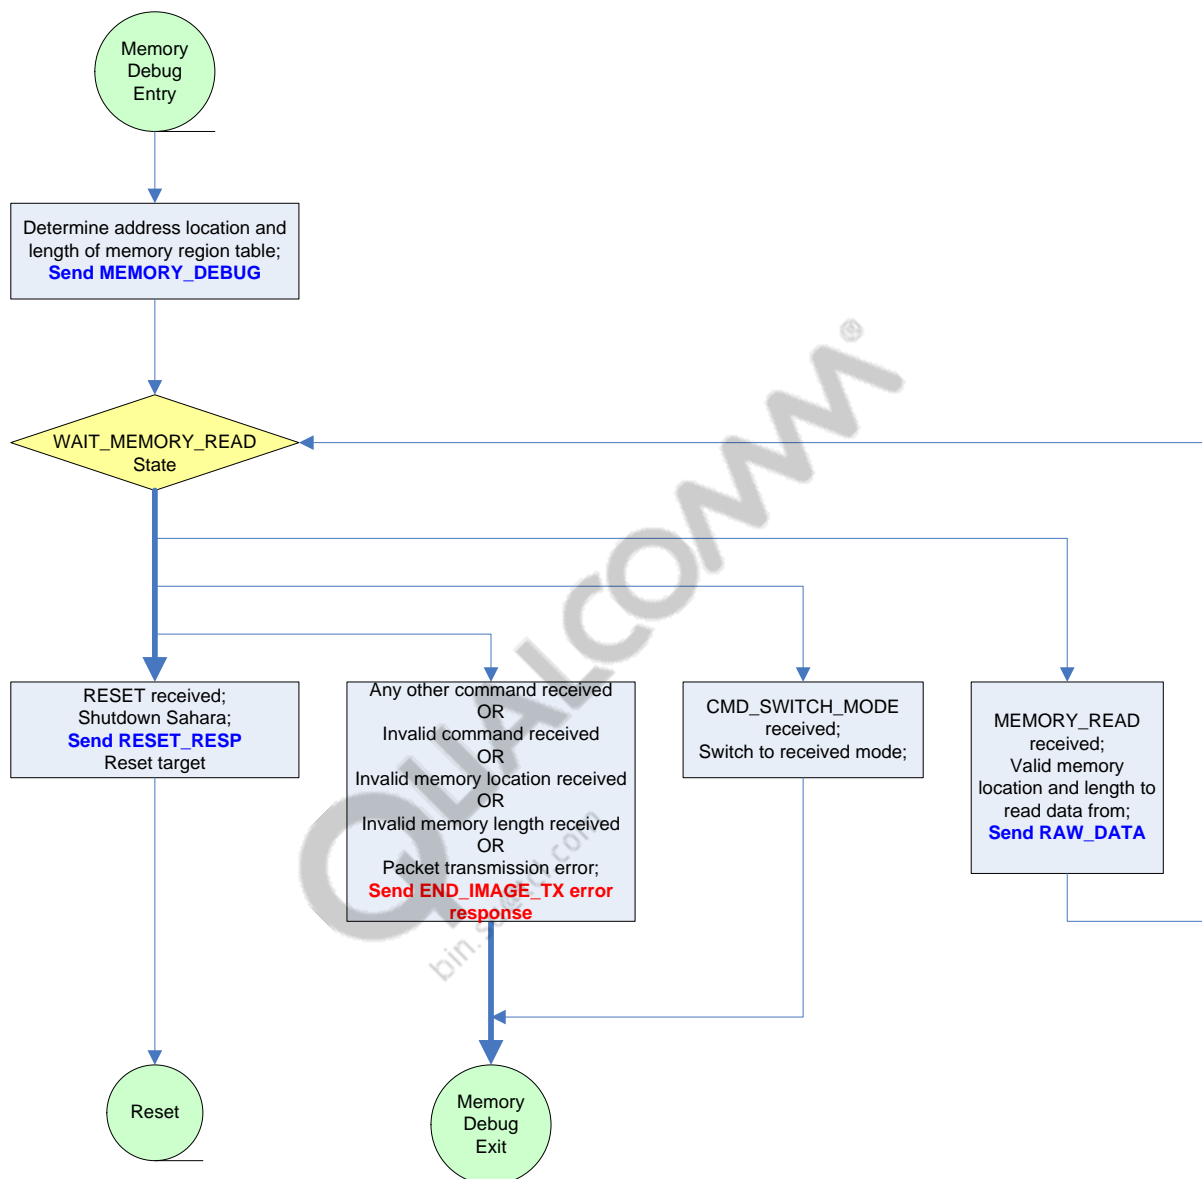 Memory
Debug
Entry
Determine address location and
length of memory region table;
Send MEMORY_DEBUG
WAIT_MEMORY_READ
State
RESET received;
Shutdown Sahara;
Send RESET_RESP
Reset target
Any other command received
OR
Invalid command received
OR
Invalid memory location received
OR
Invalid memory length received
OR
Packet transmission error;
Send END_IMAGE_TX error
response
CMD_SWITCH_MODE
received;
Switch to received mode;
MEMORY_READ
received;
Valid memory
location and length to
read data from;
Send RAW_DATA
Reset
Memory
Debug
Exit
QUALCOMM®